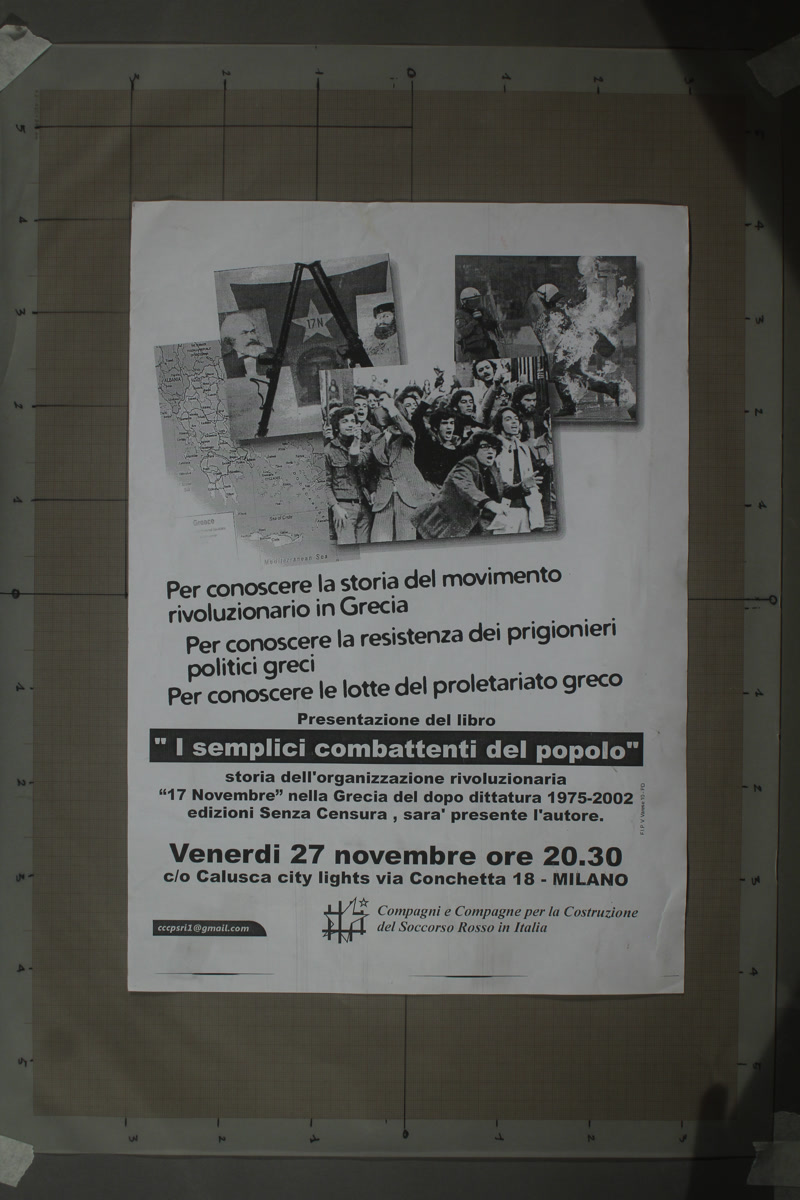 17N
ALBANIA
Greece
Mediterranean Sea
Per conoscere la storia del movimento
rivoluzionario in Grecia
Per conoscere la resistenza dei prigionieri
politici greci
Per conoscere le lotte del proletariato greco
Presentazione del libro
" I semplici combattenti del popolo"
storia dell'organizzazione rivoluzionaria
“17 Novembre” nella Grecia del dopo dittatura 1975-2002
edizioni Senza Censura , sara' presente l'autore.
Venerdi 27 novembre ore 20.30
c/o Calusca city lights via Conchetta 18 - MILANO
cccpsri1@gmail.com
Compagni e Compagne per la Costruzione
del Soccorso Rosso in Italia